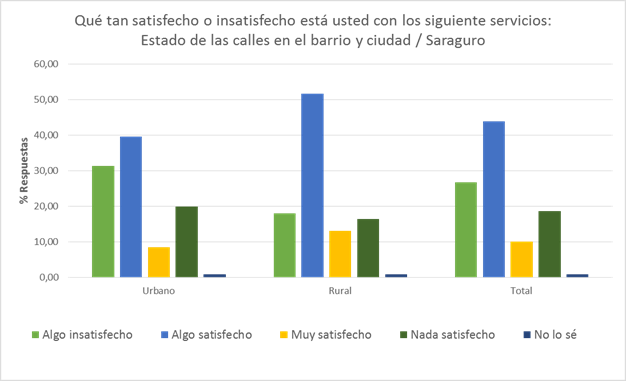 Qué tan satisfecho o insatisfecho está usted con los siguiente servicios:
Estado de las calles en el barrio y ciudad / Saraguro
60,00
50,00
40,00
30,00
20,00
10,00
0,00
% Respuestas
Urbano Rural Total
Algo insatisfecho Algo satisfecho Muy satisfecho Nada satisfecho No lo sé